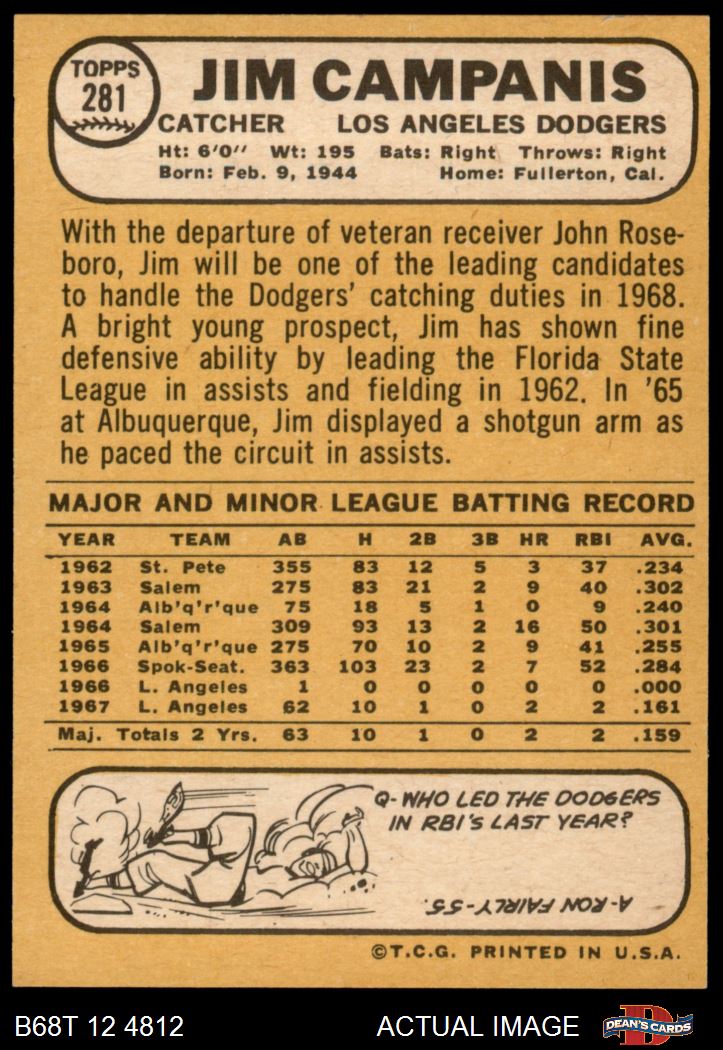 TOPPS
281
JIM CAMPANIS
CATCHER LOS ANGELES DODGERS
Ht: 6'0" Wt: 195 Bats: Right Throws: Right
Born: Feb. 9, 1944 Home: Fullerton, Cal.
With the departure of veteran receiver John Rose-
boro, Jim will be one of the leading candidates
to handle the Dodgers' catching duties in 1968.
A bright young prospect, Jim has shown fine
defensive ability by leading the Florida State
League in assists and fielding in 1962. In '65
at Albuquerque, Jim displayed a shotgun arm as
he paced the circuit in assists.
MAJOR AND MINOR LEAGUE BATTING RECORD
YEAR TEAM AB H 2B 3B HR RBI AVG.
1962 St. Pete 355 83 12 5 3 37 .234
1963 Salem 275 83 21 2 9 40 .302
1964 Alb'q'r'que 75 18 5 1 0 9 .240
1964 Salem 309 93 13 2 16 50 .301
1965 Alb'q'r'que 275 70 10 2 9 41 .255
1966 Spok-Seat. 363 103 23 2 7 52 .284
1966 L. Angeles 1 0 0 0 0 0 .000
1967 L. Angeles 62 10 1 0 2 2 .161
Maj. Totals 2 Yrs. 63 10 1 0 2 2 .159
Q-WHO LED THE DODGERS
IN RBI'S LAST YEAR?
A-RON FAIRLY-55.
©T.C.G. PRINTED IN U.S.A.
B68T 12 4812 ACTUAL IMAGE DEAN'S CARDS